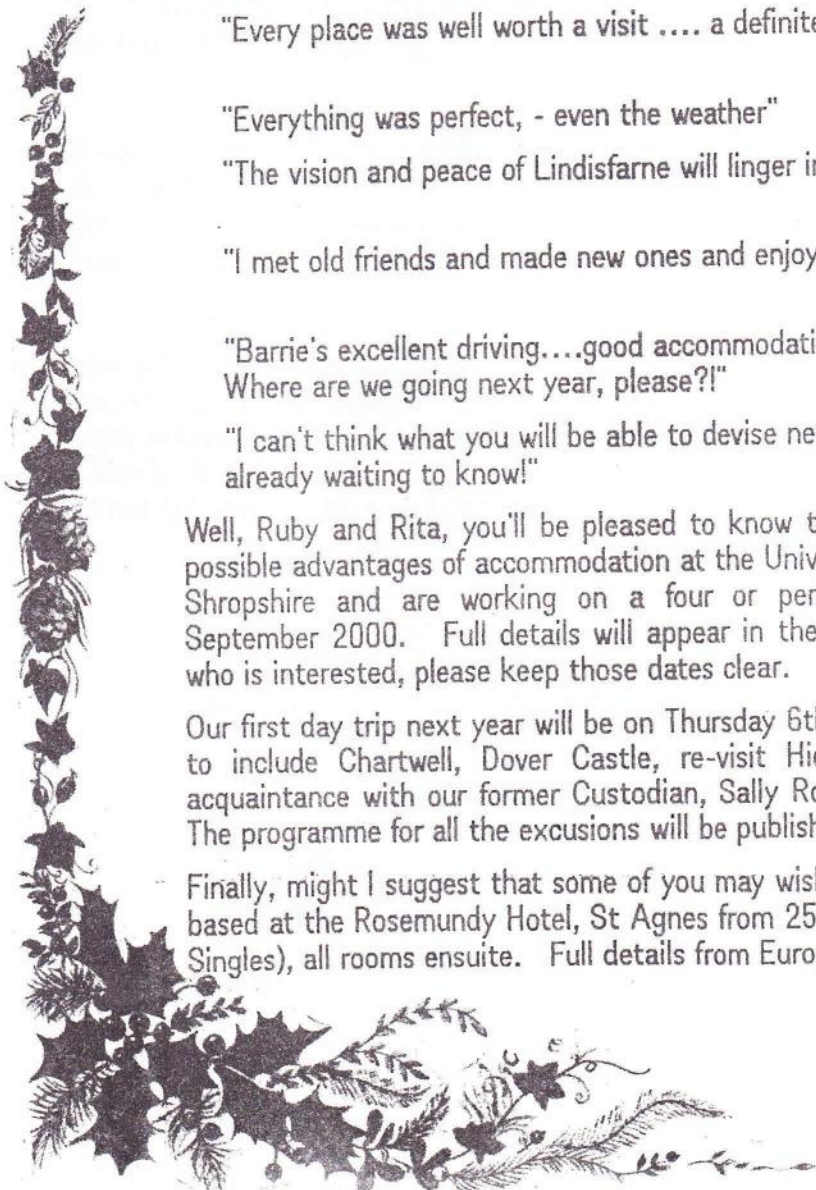 "Every place was well worth a visit .... a definite
"Everything was perfect, - even the weather"
"The vision and peace of Lindisfarne will linger in
"I met old friends and made new ones and enjoy
"Barrie's excellent driving....good accommodati
Where are we going next year, please?!"
"I can't think what you will be able to devise ne
already waiting to know!"
Well, Ruby and Rita, you'll be pleased to know t
possible advantages of accommodation at the Univ
Shropshire and are working on a four or per
September 2000. Full details will appear in the
who is interested, please keep those dates clear.
Our first day trip next year will be on Thursday 6th
to include Chartwell, Dover Castle, re-visit Hi
acquaintance with our former Custodian, Sally Ro
The programme for all the excusions will be publish
Finally, might I suggest that some of you may wish
based at the Rosemundy Hotel, St Agnes from 25
Singles), all rooms ensuite. Full details from Euro